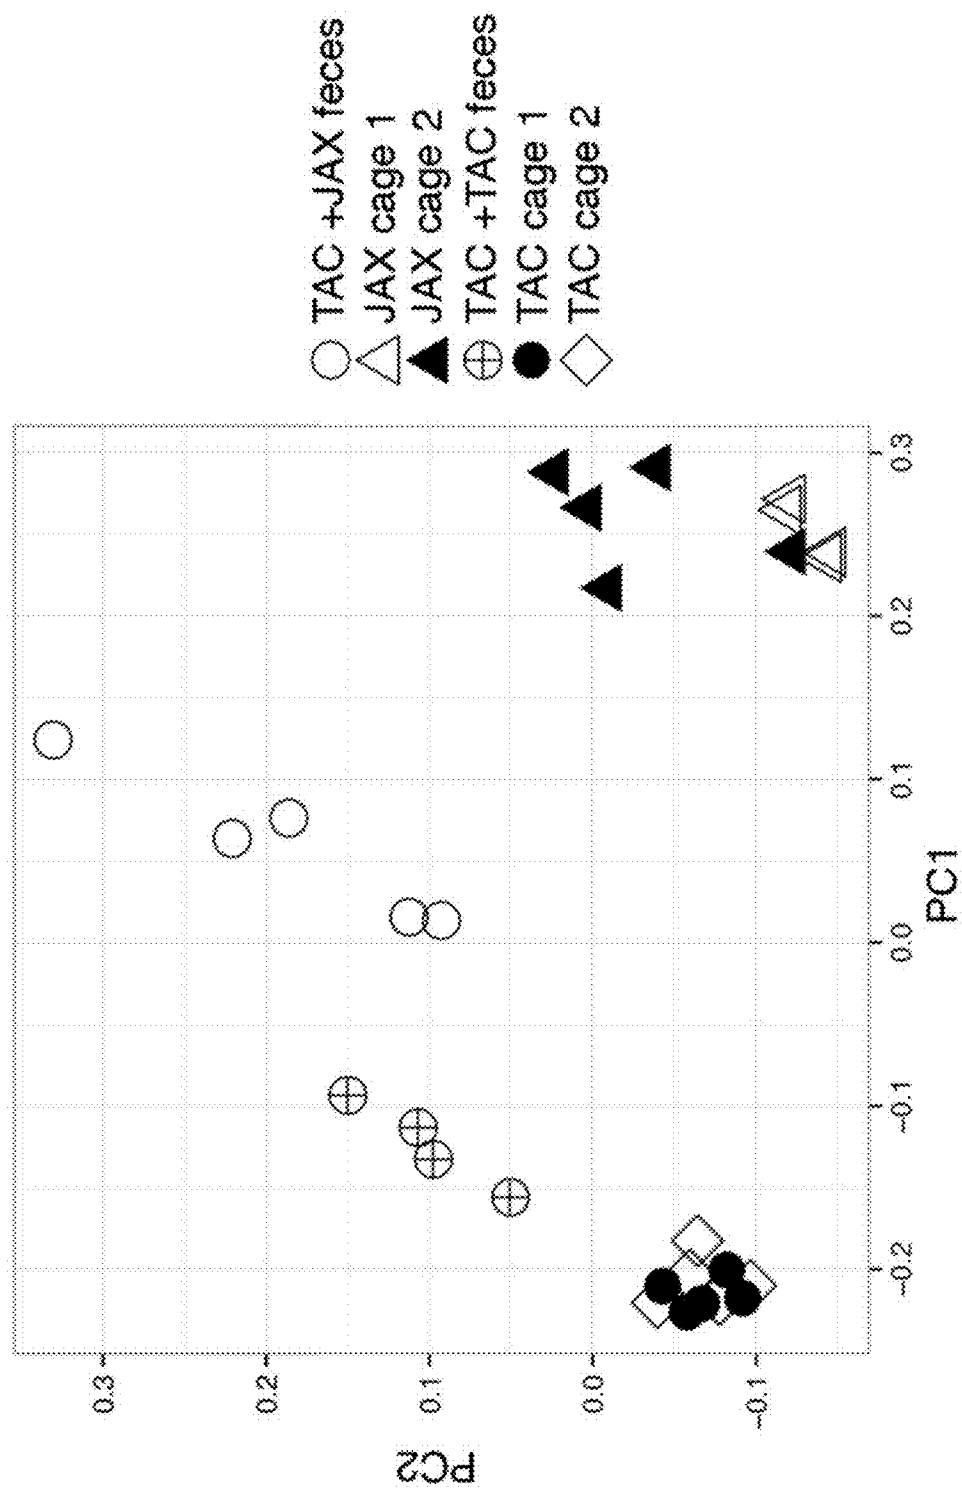 TAC +JAX feces
JAX cage 1
JAX cage 2
TAC +TAC feces
TAC cage 1
TAC cage 2
PC2
0.3
0.2
0.1
0.0
−0.1
−0.2
−0.1
0.0
0.1
0.2
0.3
PC1